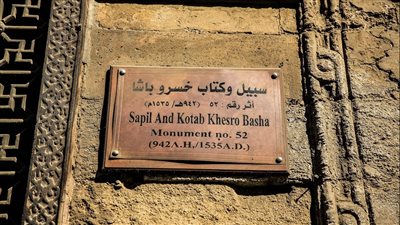 سبيل وكتاب خسرو باشا
أثر رقم: ٥٢ (٩٤٢هـ/ ١٥٣٥م)
Sapil And Kotab Khesro Basha
Monument no. 52
(942A.H./1535A.D.)